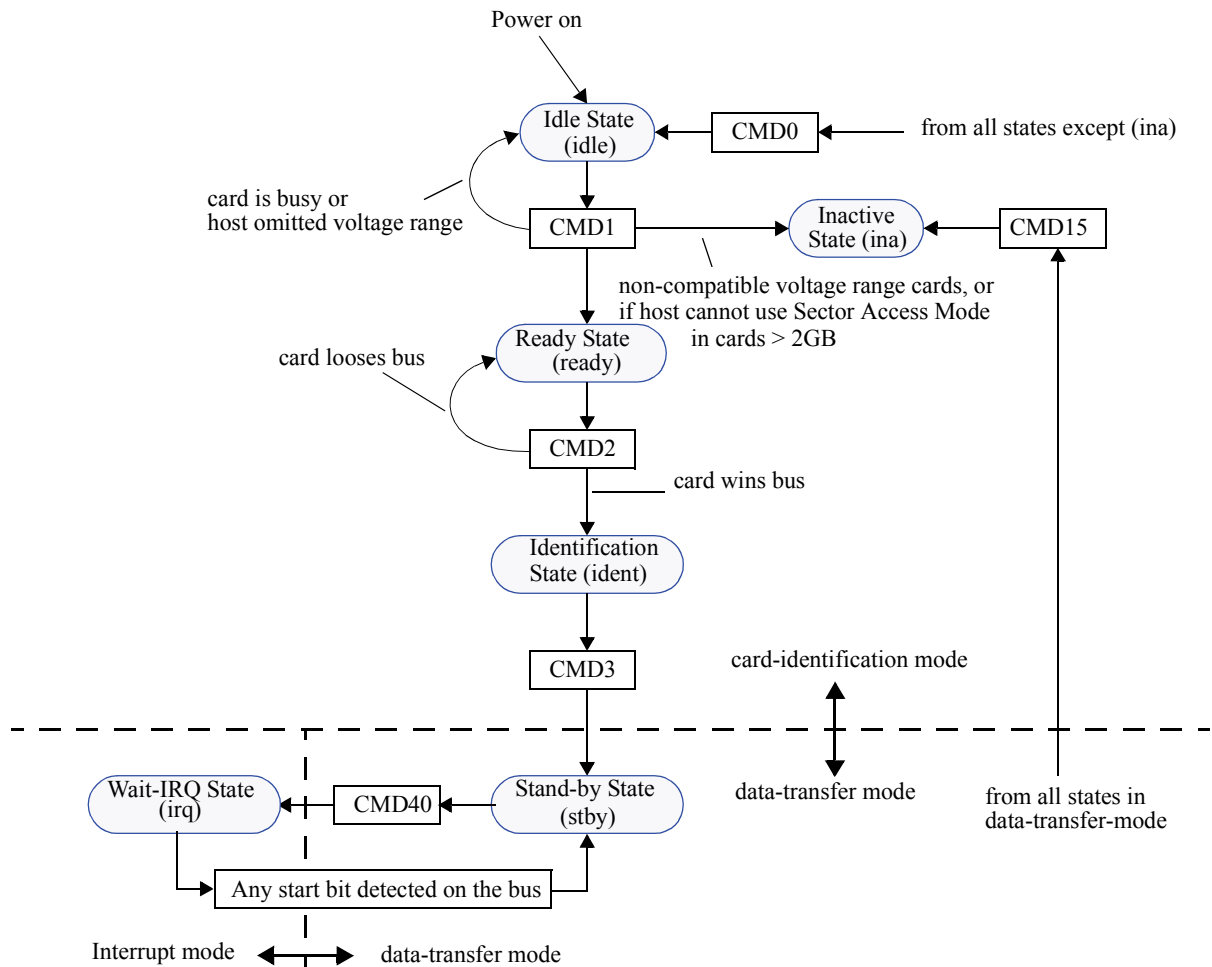 Power on
Idle State
(idle)
CMD0
from all states except (ina)
card is busy or
host omitted voltage range
CMD1
Inactive
State (ina)
CMD15
non-compatible voltage range cards, or
if host cannot use Sector Access Mode
in cards > 2GB
Ready State
(ready)
card looses bus
CMD2
card wins bus
Identification
State (ident)
CMD3
card-identification mode
data-transfer mode
from all states in
data-transfer-mode
Wait-IRQ State
(irq)
CMD40
Stand-by State
(stby)
Any start bit detected on the bus
Interrupt mode
data-transfer mode